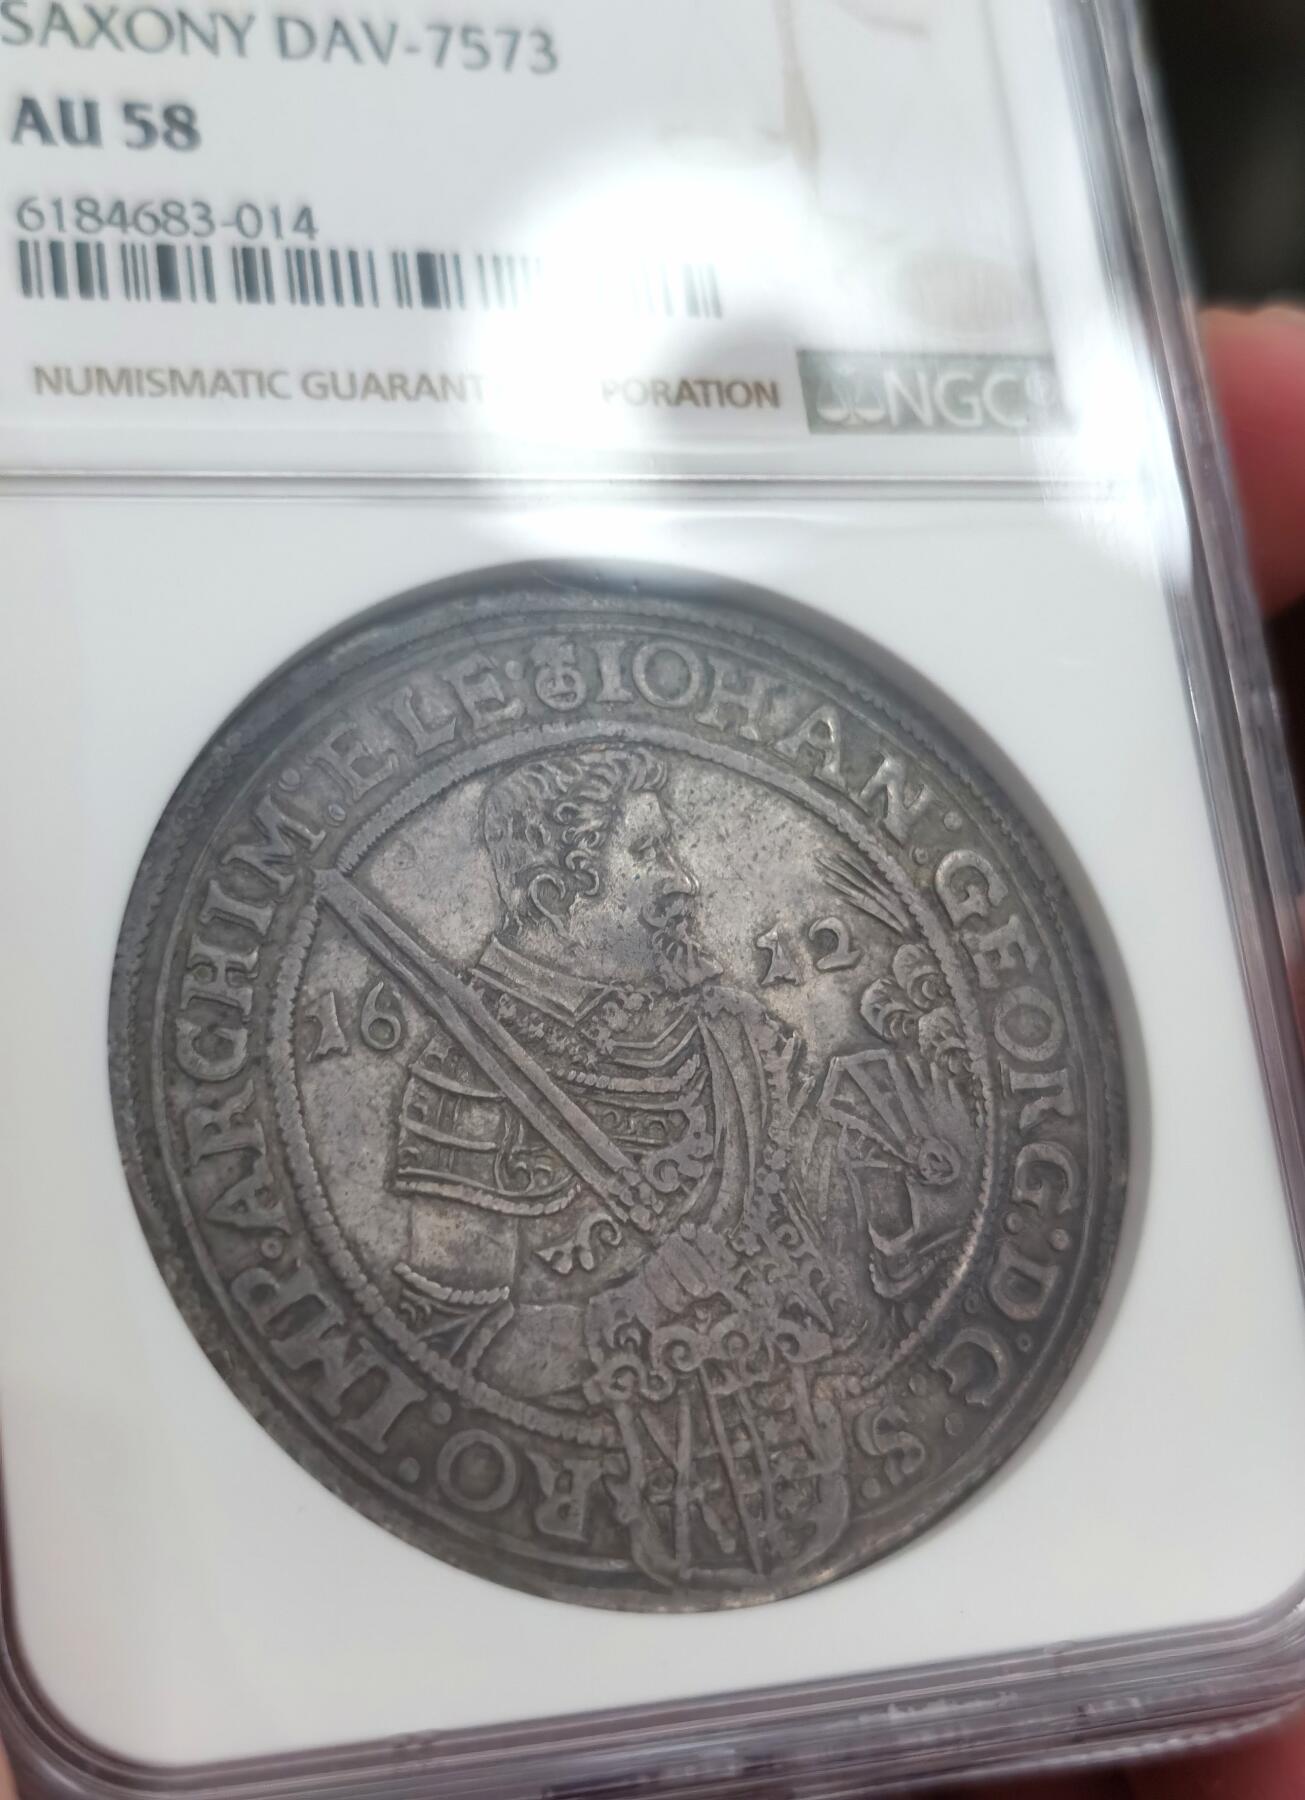 SAXONY DAV-7573
AU 58
6184683-014
NUMISMATIC GUARANT PORATION NGC
IOHAN: GEORG: D: G: S: RO: IMP: ARCHIM: ELE:
16 12